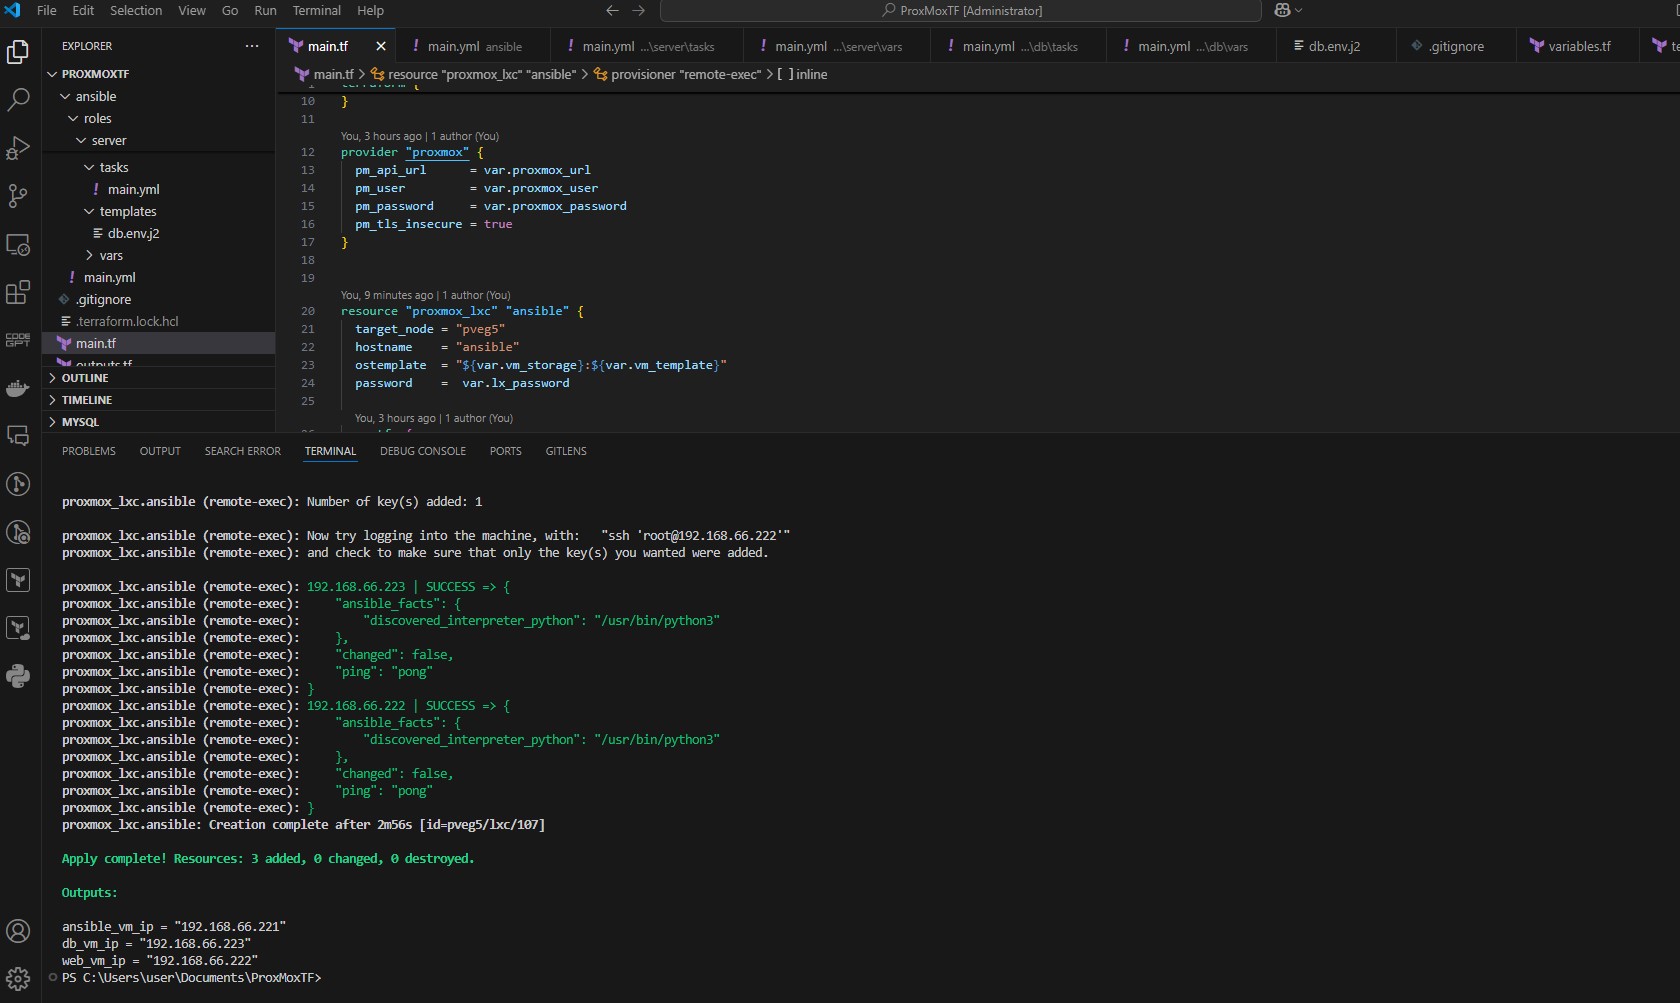 File Edit Selection View Go Run Terminal Help
ProxMoxTF [Administrator]
EXPLORER
main.tf
main.yml ansible
main.yml ...\server\tasks
main.yml ...\server\vars
main.yml ...\db\tasks
main.yml ...\db\vars
db.env.j2
.gitignore
variables.tf
PROXMOXTF
ansible
roles
server
tasks
main.yml
templates
db.env.j2
vars
main.yml
.gitignore
.terraform.lock.hcl
main.tf
outputs.tf
OUTLINE
TIMELINE
MYSQL
CODE
GPT
main.tf > resource "proxmox_lxc" "ansible" > provisioner "remote-exec" > [ ] inline
1 terraform {
10 }
11
You, 3 hours ago | 1 author (You)
12 provider "proxmox" {
13 pm_api_url = var.proxmox_url
14 pm_user = var.proxmox_user
15 pm_password = var.proxmox_password
16 pm_tls_insecure = true
17 }
18
19
You, 9 minutes ago | 1 author (You)
20 resource "proxmox_lxc" "ansible" {
21 target_node = "pveg5"
22 hostname = "ansible"
23 ostemplate = "${var.vm_storage}:${var.vm_template}"
24 password = var.lx_password
25
You, 3 hours ago | 1 author (You)
PROBLEMS OUTPUT SEARCH ERROR TERMINAL DEBUG CONSOLE PORTS GITLENS
proxmox_lxc.ansible (remote-exec): Number of key(s) added: 1
proxmox_lxc.ansible (remote-exec): Now try logging into the machine, with: "ssh 'root@192.168.66.222'"
proxmox_lxc.ansible (remote-exec): and check to make sure that only the key(s) you wanted were added.
proxmox_lxc.ansible (remote-exec): 192.168.66.223 | SUCCESS => {
proxmox_lxc.ansible (remote-exec): "ansible_facts": {
proxmox_lxc.ansible (remote-exec): "discovered_interpreter_python": "/usr/bin/python3"
proxmox_lxc.ansible (remote-exec): },
proxmox_lxc.ansible (remote-exec): "changed": false,
proxmox_lxc.ansible (remote-exec): "ping": "pong"
proxmox_lxc.ansible (remote-exec): }
proxmox_lxc.ansible (remote-exec): 192.168.66.222 | SUCCESS => {
proxmox_lxc.ansible (remote-exec): "ansible_facts": {
proxmox_lxc.ansible (remote-exec): "discovered_interpreter_python": "/usr/bin/python3"
proxmox_lxc.ansible (remote-exec): },
proxmox_lxc.ansible (remote-exec): "changed": false,
proxmox_lxc.ansible (remote-exec): "ping": "pong"
proxmox_lxc.ansible (remote-exec): }
proxmox_lxc.ansible: Creation complete after 2m56s [id=pveg5/lxc/107]
Apply complete! Resources: 3 added, 0 changed, 0 destroyed.
Outputs:
ansible_vm_ip = "192.168.66.221"
db_vm_ip = "192.168.66.223"
web_vm_ip = "192.168.66.222"
PS C:\Users\user\Documents\ProxMoxTF>